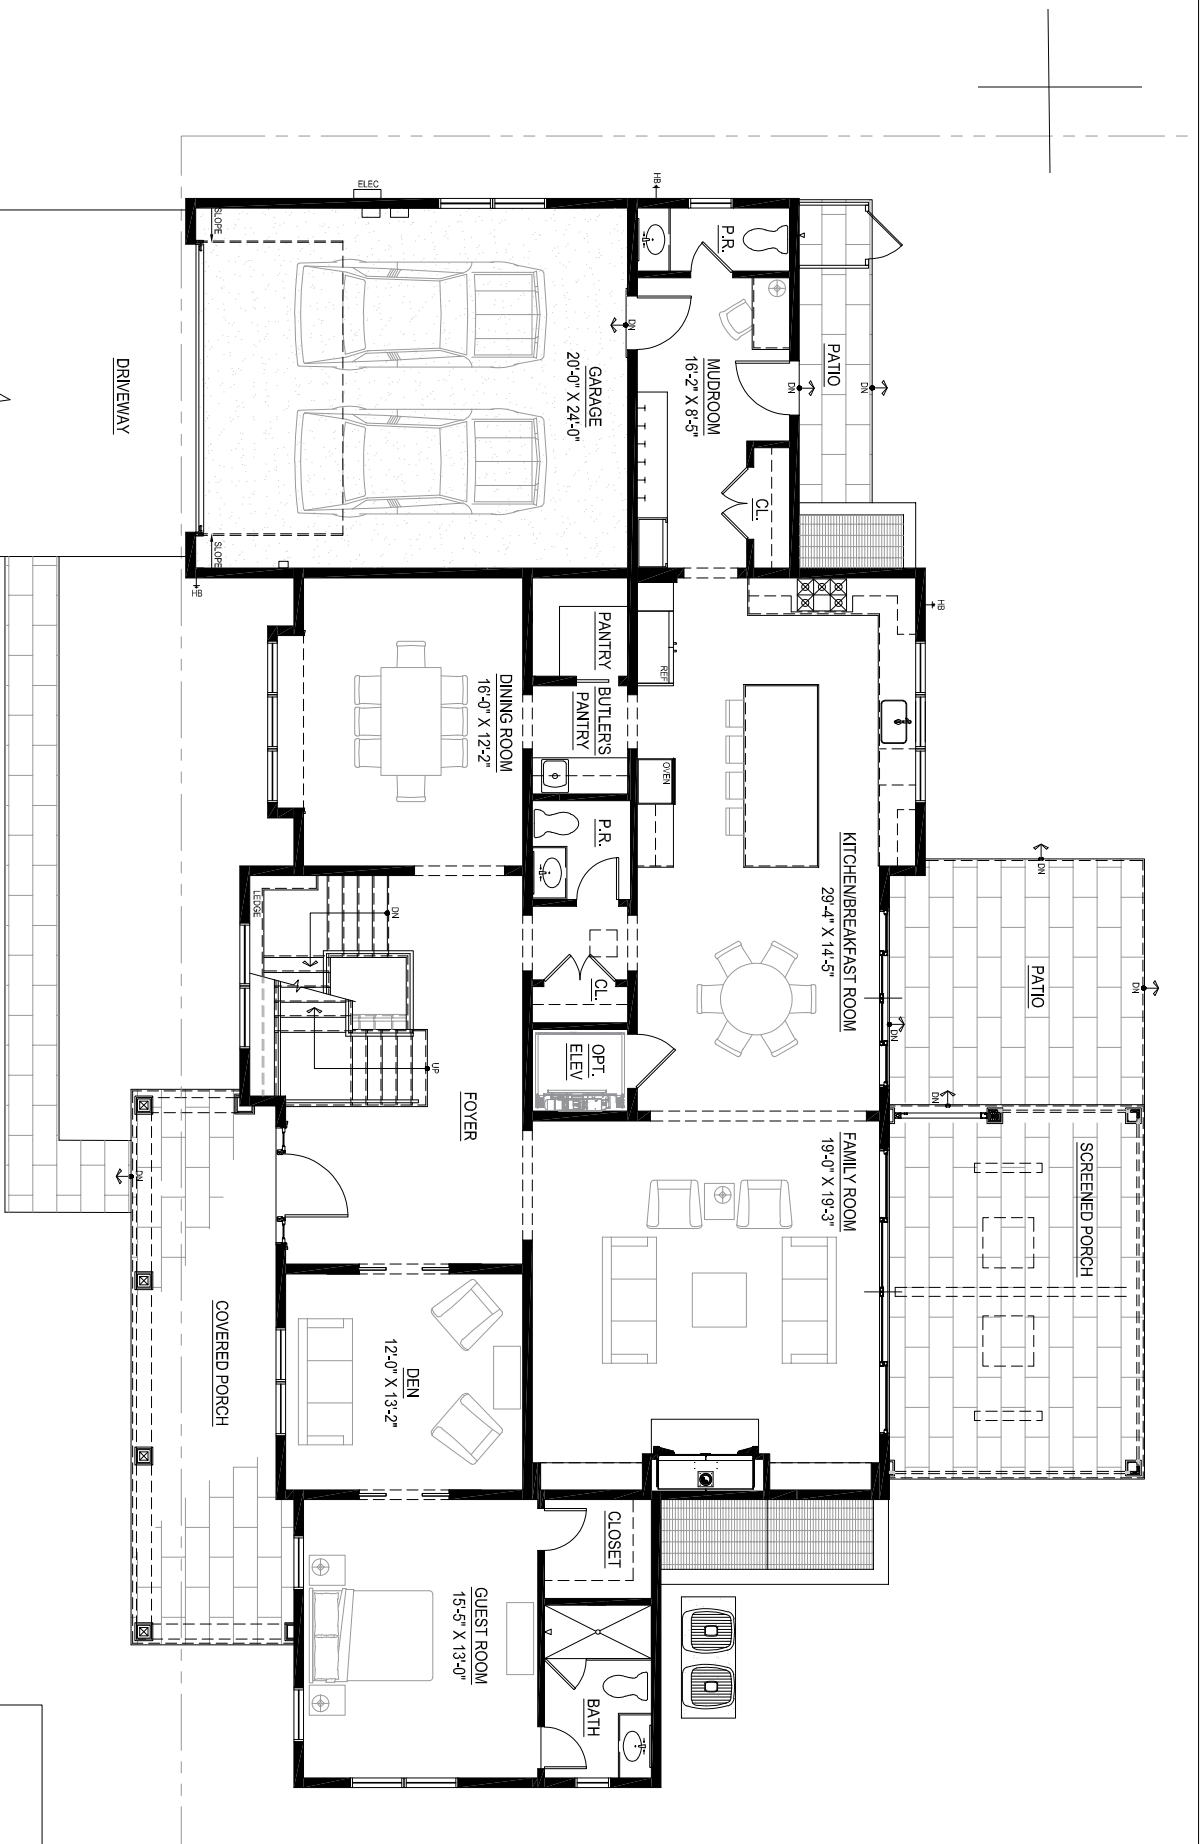 ELEC
HB
SLOPE
P.R.
PATIO
DN
DN
DN
DRIVEWAY
GARAGE
20'-0" X 24'-0"
MUDROOM
16'-2" X 8'-5"
CL.
SLOPE
HB
HB
PANTRY
REF
DINING ROOM
16'-0" X 12'-2"
BUTLER'S
PANTRY
OVEN
P.R.
KITCHEN/BREAKFAST ROOM
29'-4" X 14'-5"
DN
LEDGE
DN
CL.
PATIO
DN
DN
OPT.
ELEV
UP
FOYER
DN
FAMILY ROOM
19'-0" X 19'-3"
SCREENED PORCH
DN
COVERED PORCH
DEN
12'-0" X 13'-2"
CLOSET
GUEST ROOM
15'-5" X 13'-0"
BATH